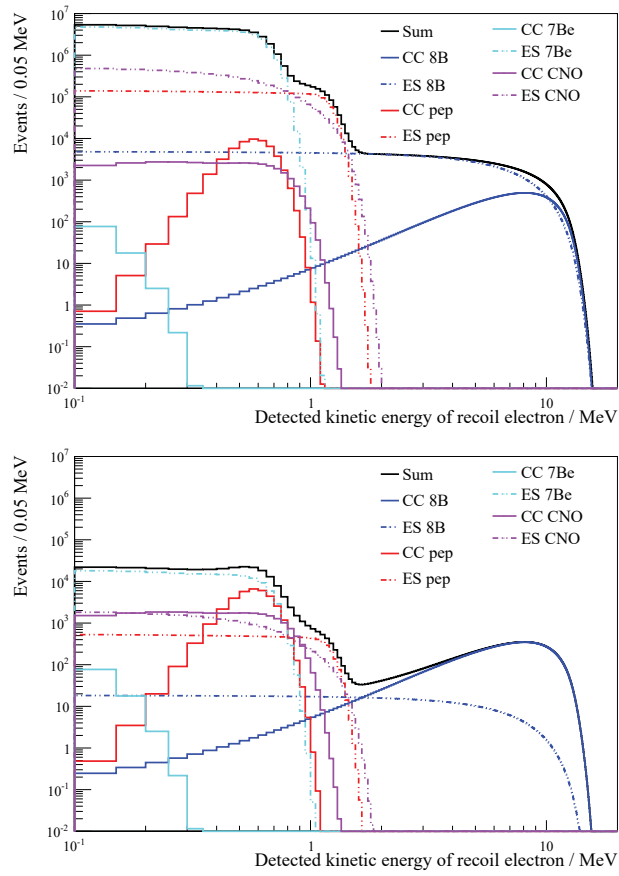 Events / 0.05 MeV
10^7
10^6
10^5
10^4
10^3
10^2
10
1
10^-1
10^-2
Sum
CC 8B
ES 8B
CC pep
ES pep
CC 7Be
ES 7Be
CC CNO
ES CNO
10^-1
1
10
Detected kinetic energy of recoil electron / MeV
Events / 0.05 MeV
10^7
10^6
10^5
10^4
10^3
10^2
10
1
10^-1
10^-2
Sum
CC 8B
ES 8B
CC pep
ES pep
CC 7Be
ES 7Be
CC CNO
ES CNO
10^-1
1
10
Detected kinetic energy of recoil electron / MeV